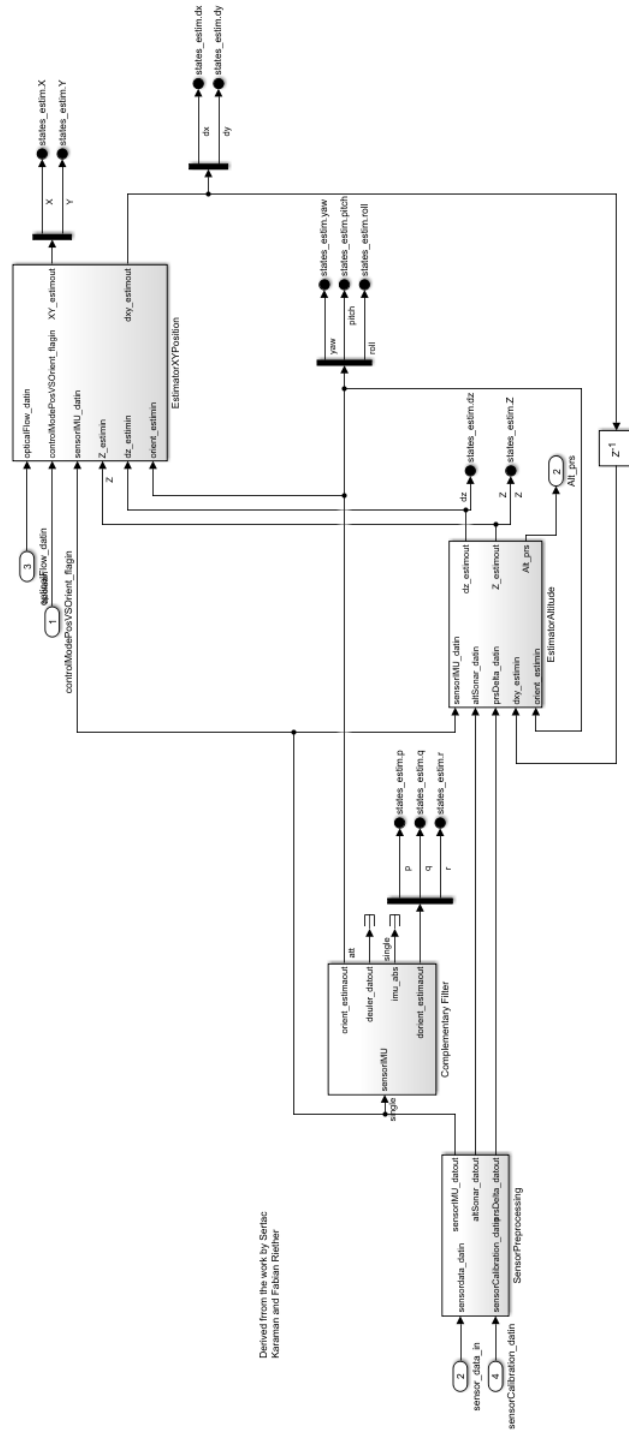 Derived frrom the work by Sertac
Karaman and Fabian Riether
2
sensor_data_in
4
sensorCalibration_datin
sensordata_datin
sensorCalibration_datin
sensorIMU_datout
altSonar_datout
prsDelta_datout
SensorPreprocessing
single
sensorIMU
orient_estimaout
deuler_datout
imu_abs
dorient_estimaout
Complementary Filter
att
single
p
q
r
states_estim.p
states_estim.q
states_estim.r
sensorIMU_datin
altSonar_datin
prsDelta_datin
dxy_estimin
orient_estimin
dz_estimout
Z_estimout
Alt_prs
EstimatorAltitude
dz
states_estim.dz
Z
Z
states_estim.Z
2
Alt_prs
3
opticalFlow_datin
1
controlModePosVSOrient_flagin
opticalFlow_datin
controlModePosVSOrient_flagin
sensorIMU_datin
Z
Z_estimin
dz_estimin
orient_estimin
XY_estimout
dxy_estimout
EstimatorXYPosition
X
Y
states_estim.X
states_estim.Y
yaw
pitch
roll
states_estim.yaw
states_estim.pitch
states_estim.roll
dx
dy
states_estim.dx
states_estim.dy
z⁻¹